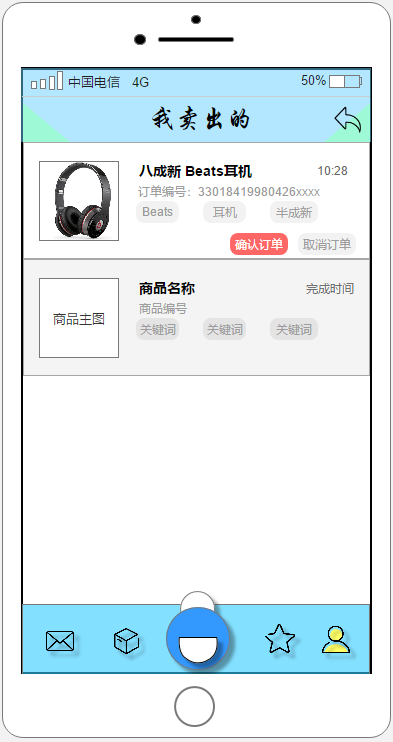 中国电信 4G 50%
我卖出的
八成新 Beats耳机 10:28
订单编号：33018419980426xxxx
Beats 耳机 半成新
确认订单 取消订单
商品主图
商品名称 完成时间
商品编号
关键词 关键词 关键词